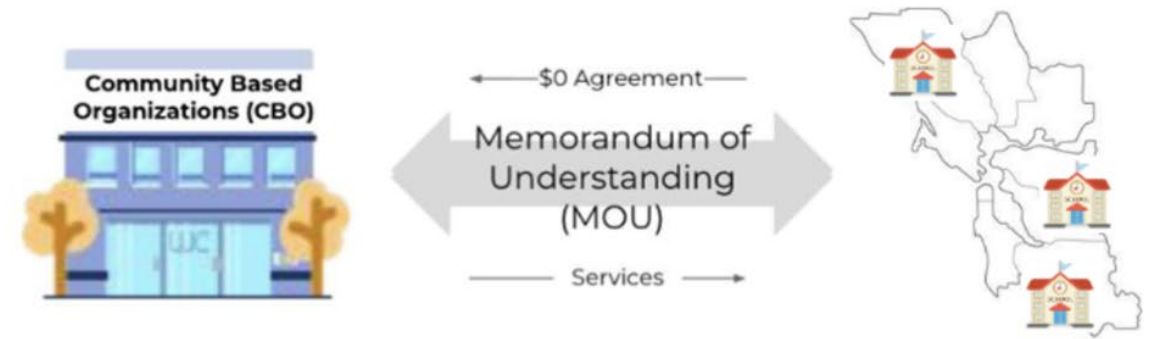 Community Based
Organizations (CBO)
$0 Agreement
Memorandum of
Understanding
(MOU)
Services